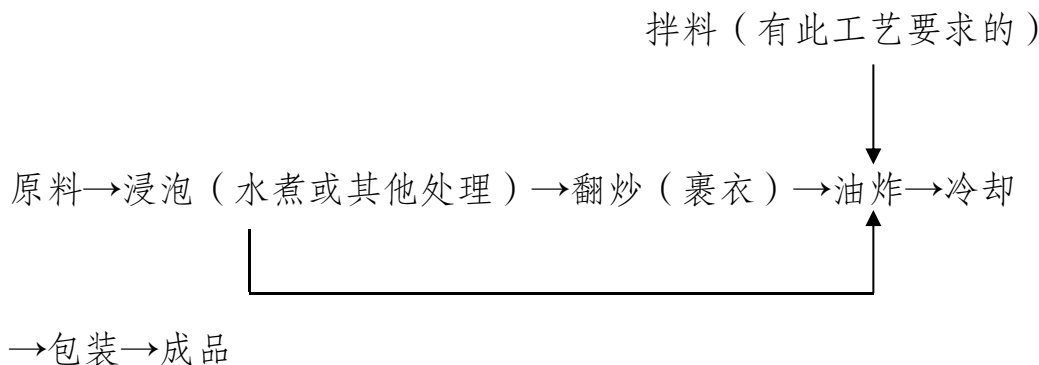 拌料（有此工艺要求的）
原料→浸泡（水煮或其他处理）→翻炒（裹衣）→油炸→冷却
→包装→成品